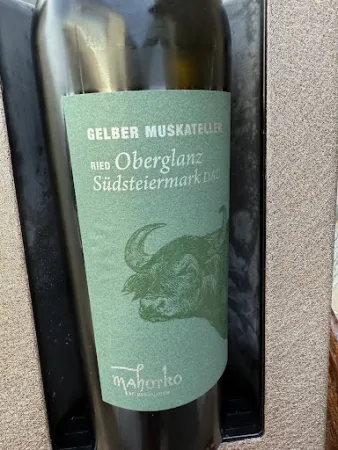 GELBER MUSKATELLER
RIED Oberglanz
Südsteiermark DAC
mahorko